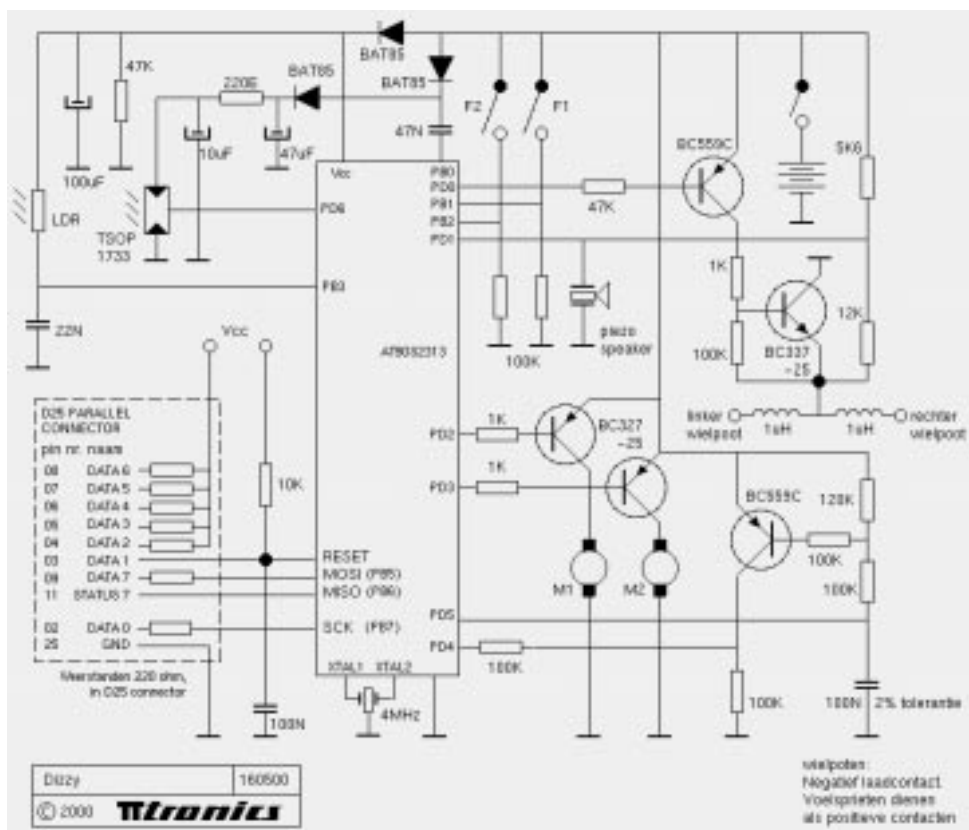 BAT85
47K
220E
BAT85
BAT85
F2
F1
47N
10uF
47uF
100uF
BC559C
5K6
Vcc
PB0
PD0
PB1
PB2
PD1
PD6
47K
LDR
TSOP
1733
1K
PB3
22N
Vcc
AT90S2313
piezo
speaker
100K
100K
12K
BC337
-25
D25 PARALLEL
CONNECTOR
linker
wielpoot
1uH
1uH
rechter
wielpoot
pin nr. naam
PD2
1K
BC327
-25
08 DATA 6
07 DATA 5
06 DATA 4
05 DATA 3
04 DATA 2
03 DATA 1
09 DATA 7
11 STATUS 7
02 DATA 0
25 GND
10K
PD3
1K
BC559C
120K
100K
100K
RESET
MOSI (PB5)
MISO (PB6)
SCK (PB7)
M1
M2
PD5
PD4
100K
XTAL1 XTAL2
Weerstanden 220 ohm,
in D25 connector
100N
4MHz
100K
100N 2% tolerantie
Dizzy 160500
© 2000 TTtronics
wielpoten:
Negatief laadcontact.
Voelsprieten dienen
als positieve contacten